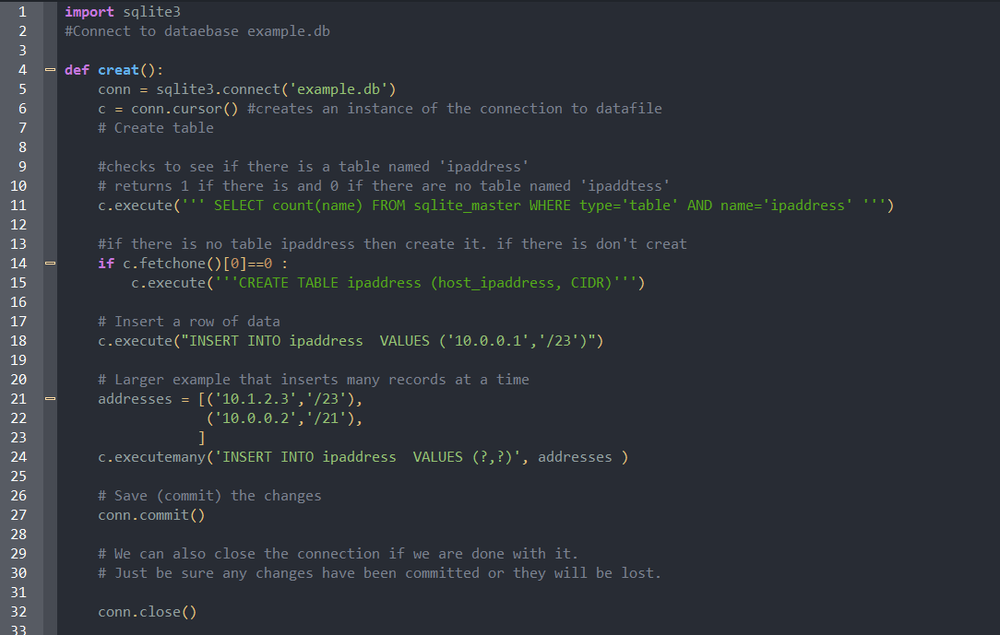 1 import sqlite3
2 #Connect to dataebase example.db
3
4 def creat():
5 conn = sqlite3.connect('example.db')
6 c = conn.cursor() #creates an instance of the connection to datafile
7 # Create table
8
9 #checks to see if there is a table named 'ipaddress'
10 # returns 1 if there is and 0 if there are no table named 'ipaddtess'
11 c.execute(''' SELECT count(name) FROM sqlite_master WHERE type='table' AND name='ipaddress' ''')
12
13 #if there is no table ipaddress then create it. if there is don't creat
14 if c.fetchone()[0]==0 :
15 c.execute('''CREATE TABLE ipaddress (host_ipaddress, CIDR)''')
16
17 # Insert a row of data
18 c.execute("INSERT INTO ipaddress  VALUES ('10.0.0.1','/23')")
19
20 # Larger example that inserts many records at a time
21 addresses = [('10.1.2.3','/23'),
22 ('10.0.0.2','/21'),
23 ]
24 c.executemany('INSERT INTO ipaddress  VALUES (?,?)', addresses )
25
26 # Save (commit) the changes
27 conn.commit()
28
29 # We can also close the connection if we are done with it.
30 # Just be sure any changes have been committed or they will be lost.
31
32 conn.close()
33